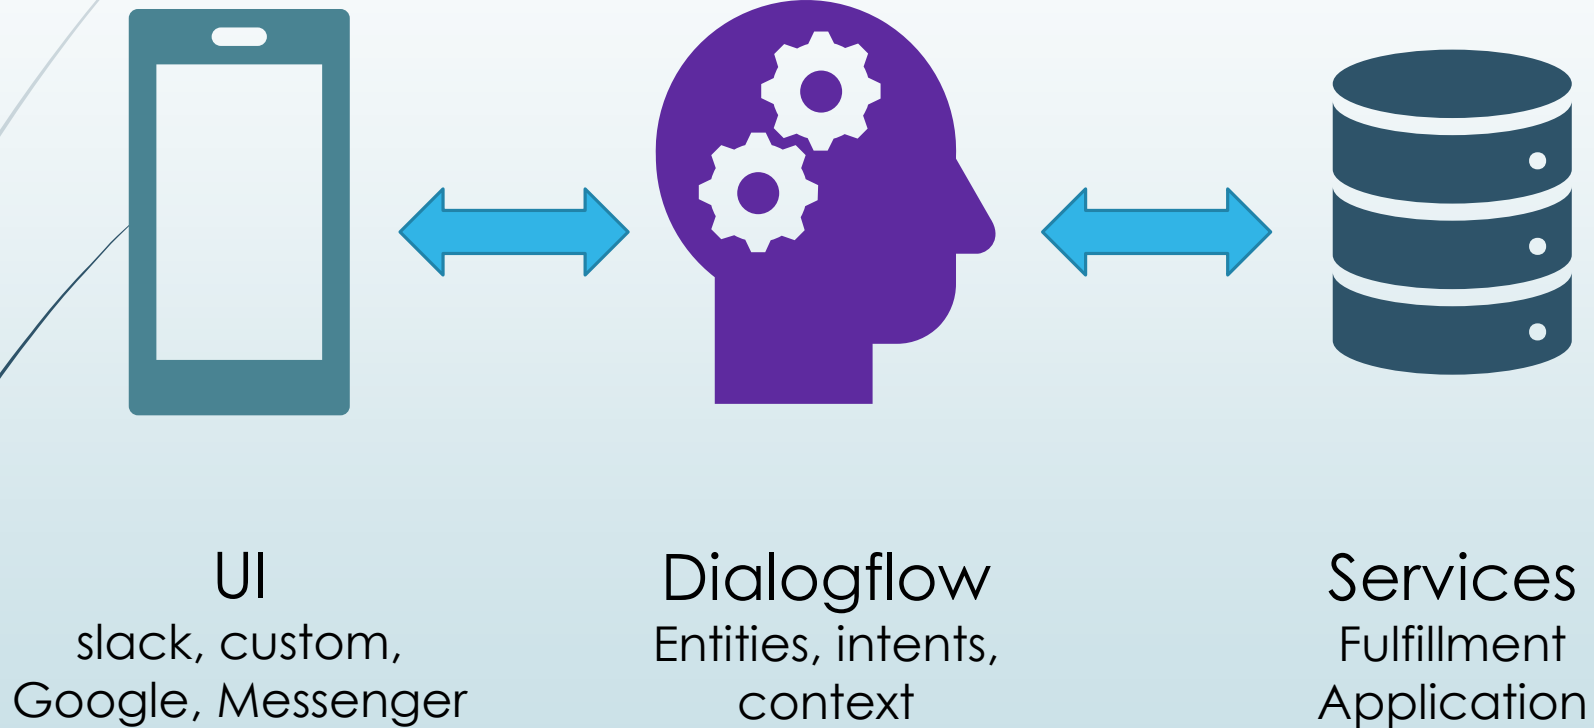 UI
slack, custom,
Google, Messenger
Dialogflow
Entities, intents,
context
Services
Fulfillment
Application